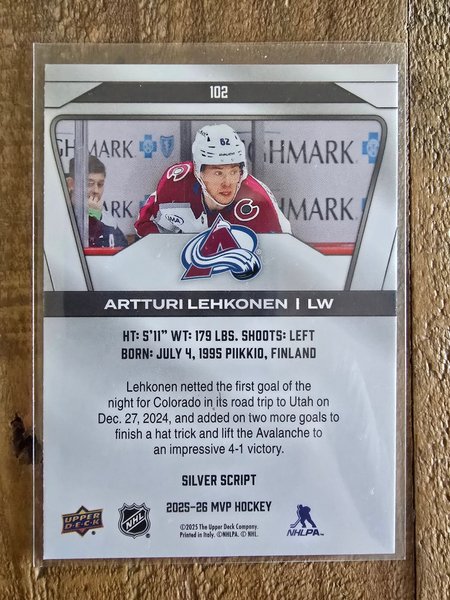 102
GHMARK
GHMARK
HMARK
MARK
62
IMA
C
A
ARTTURI LEHKONEN | LW
HT: 5'11" WT: 179 LBS. SHOOTS: LEFT
BORN: JULY 4, 1995 PIIKKIO, FINLAND
Lehkonen netted the first goal of the
night for Colorado in its road trip to Utah on
Dec. 27, 2024, and added on two more goals to
finish a hat trick and lift the Avalanche to
an impressive 4-1 victory.
SILVER SCRIPT
2025-26 MVP HOCKEY
UPPER
DECK
NHL
©2025 The Upper Deck Company.
Printed in Italy. ©NHLPA. © NHL.
NHLPA